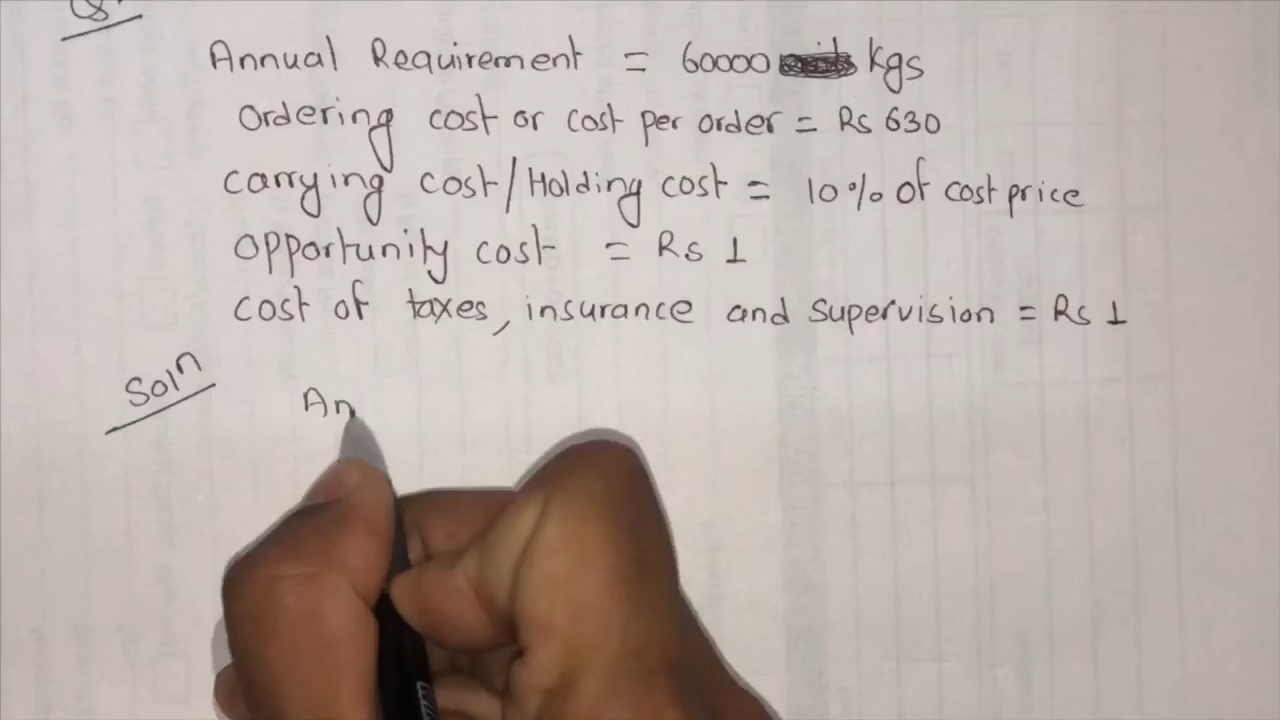 Q.
Annual Requirement = 60000 kgs
Ordering cost or cost per order = Rs 630
carrying cost/Holding cost = 10% of cost price
opportunity cost = Rs 1
cost of taxes, insurance and supervision = Rs 1
Soln
An